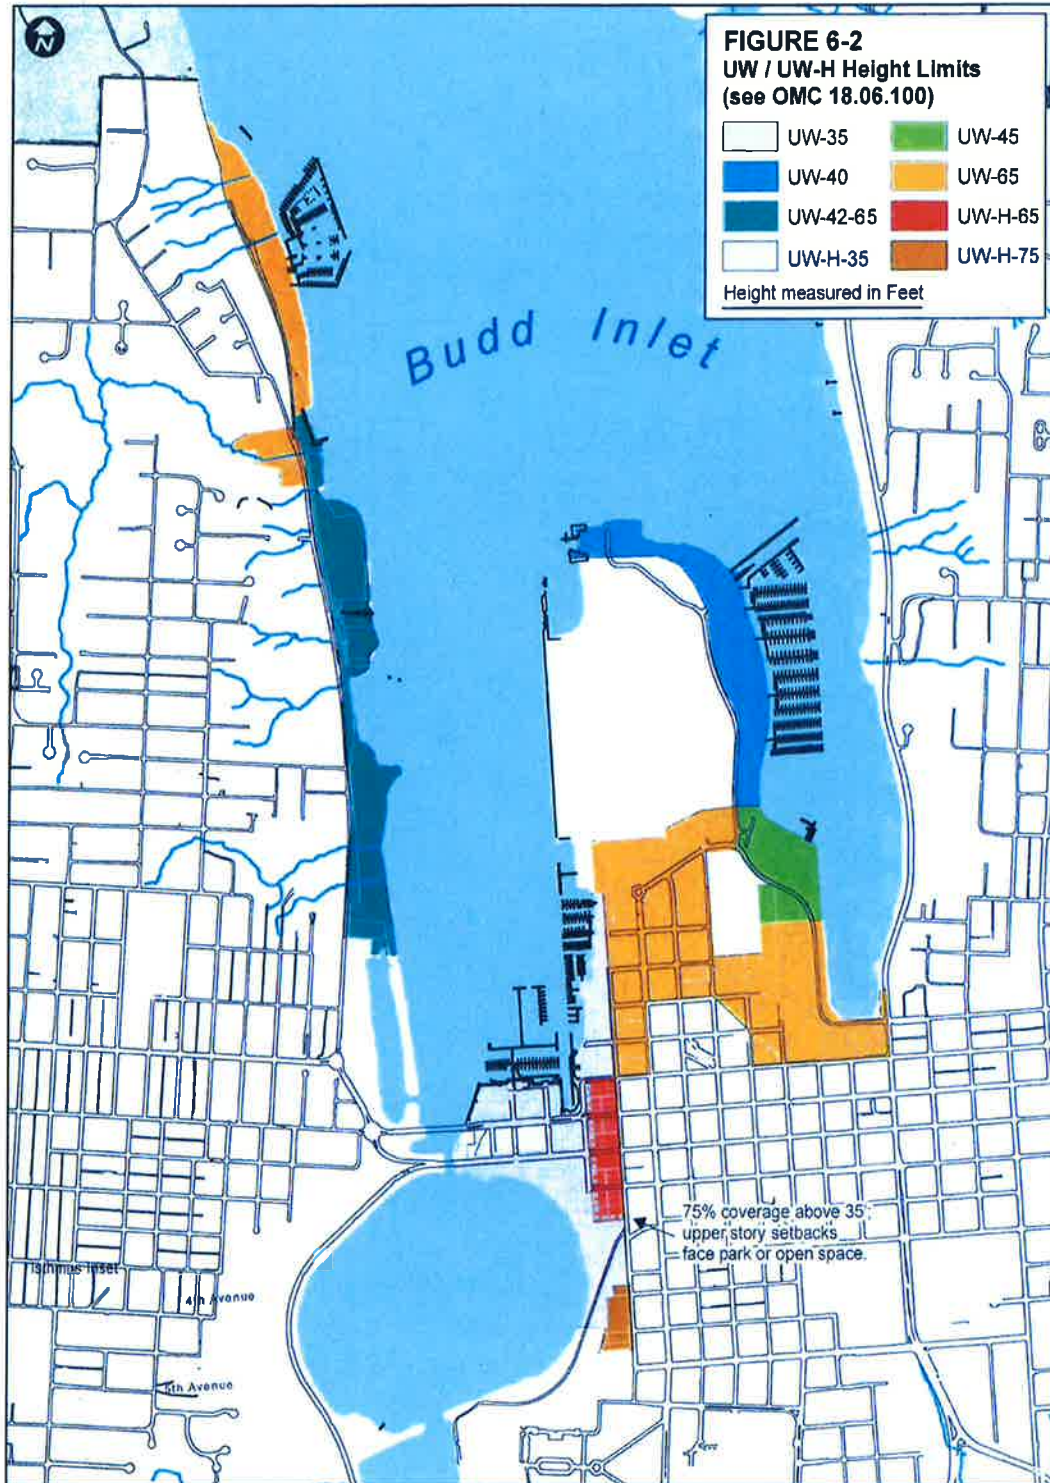 N
FIGURE 6-2
UW / UW-H Height Limits
(see OMC 18.06.100)
UW-35
UW-45
UW-40
UW-65
UW-42-65
UW-H-65
UW-H-35
UW-H-75
Height measured in Feet
Budd Inlet
75% coverage above 35';
upper story setbacks
face park or open space.
Isthmus Inset
4th Avenue
5th Avenue